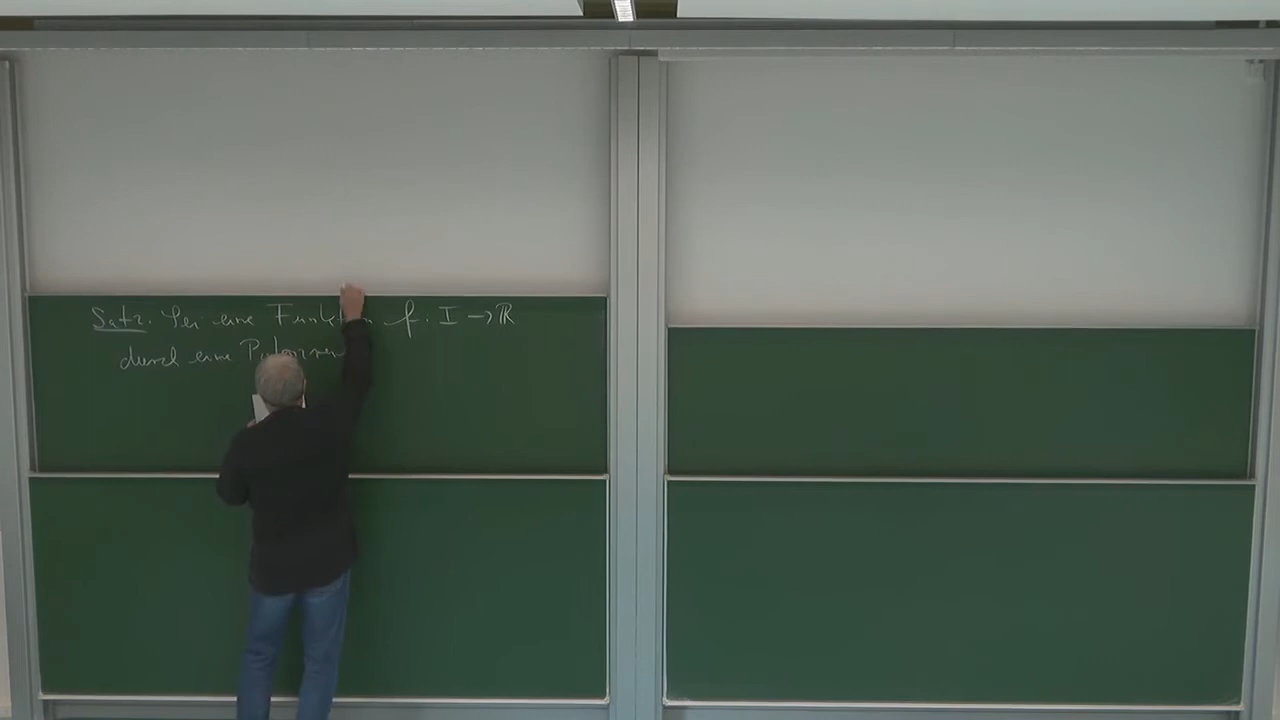 Satz. Sei eine Funktion f. I → ℝ
durch eine